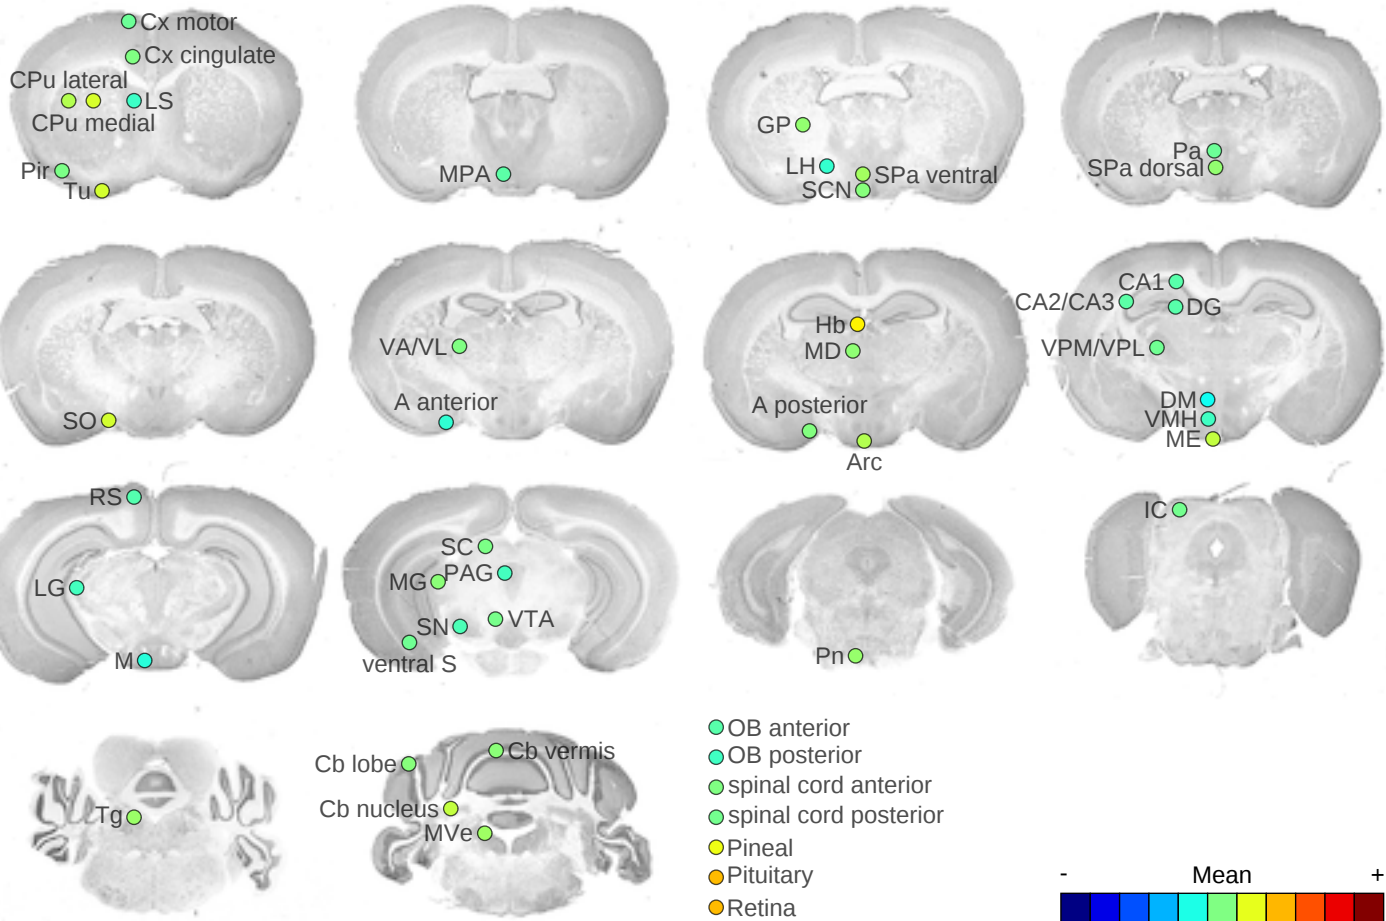 Cx motor
Cx cingulate
CPu lateral
LS
CPu medial
Pir
Tu
MPA
GP
LH
SPa ventral
SCN
Pa
SPa dorsal
SO
VA/VL
A anterior
Hb
MD
A posterior
Arc
CA1
CA2/CA3
DG
VPM/VPL
DM
VMH
ME
RS
LG
M
SC
MG
PAG
SN
VTA
ventral S
Pn
IC
Tg
Cb lobe
Cb vermis
Cb nucleus
MVe
OB anterior
OB posterior
spinal cord anterior
spinal cord posterior
Pineal
Pituitary
Retina
- Mean +